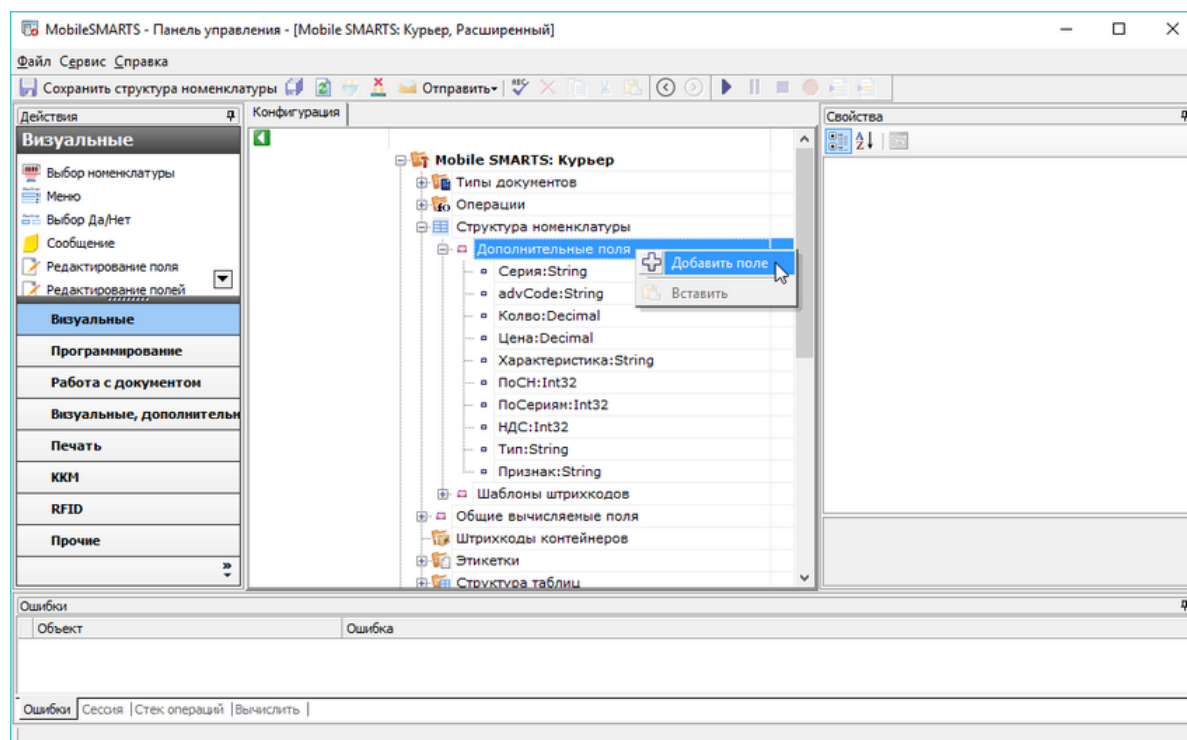 MobileSMARTS - Панель управления - [Mobile SMARTS: Курьер, Расширенный]
Файл Сервис Справка
Сохранить структура номенклатуры Отправить
Действия
Визуальные
Выбор номенклатуры
Меню
Выбор Да/Нет
Сообщение
Редактирование поля
Редактирование полей
Визуальные
Программирование
Работа с документом
Визуальные, дополнительн
Печать
ККМ
RFID
Прочие
Конфигурация
Mobile SMARTS: Курьер
Типы документов
Операции
Структура номенклатуры
Дополнительные поля
Серия:String
advCode:String
Колво:Decimal
Цена:Decimal
Характеристика:String
ПоСН:Int32
ПоСериям:Int32
НДС:Int32
Тип:String
Признак:String
Шаблоны штрихкодов
Общие вычисляемые поля
Штрихкоды контейнеров
Этикетки
Структура таблиц
Добавить поле
Вставить
Свойства
Ошибки
Объект Ошибка
Ошибки Сессия Стек операций Вычислить